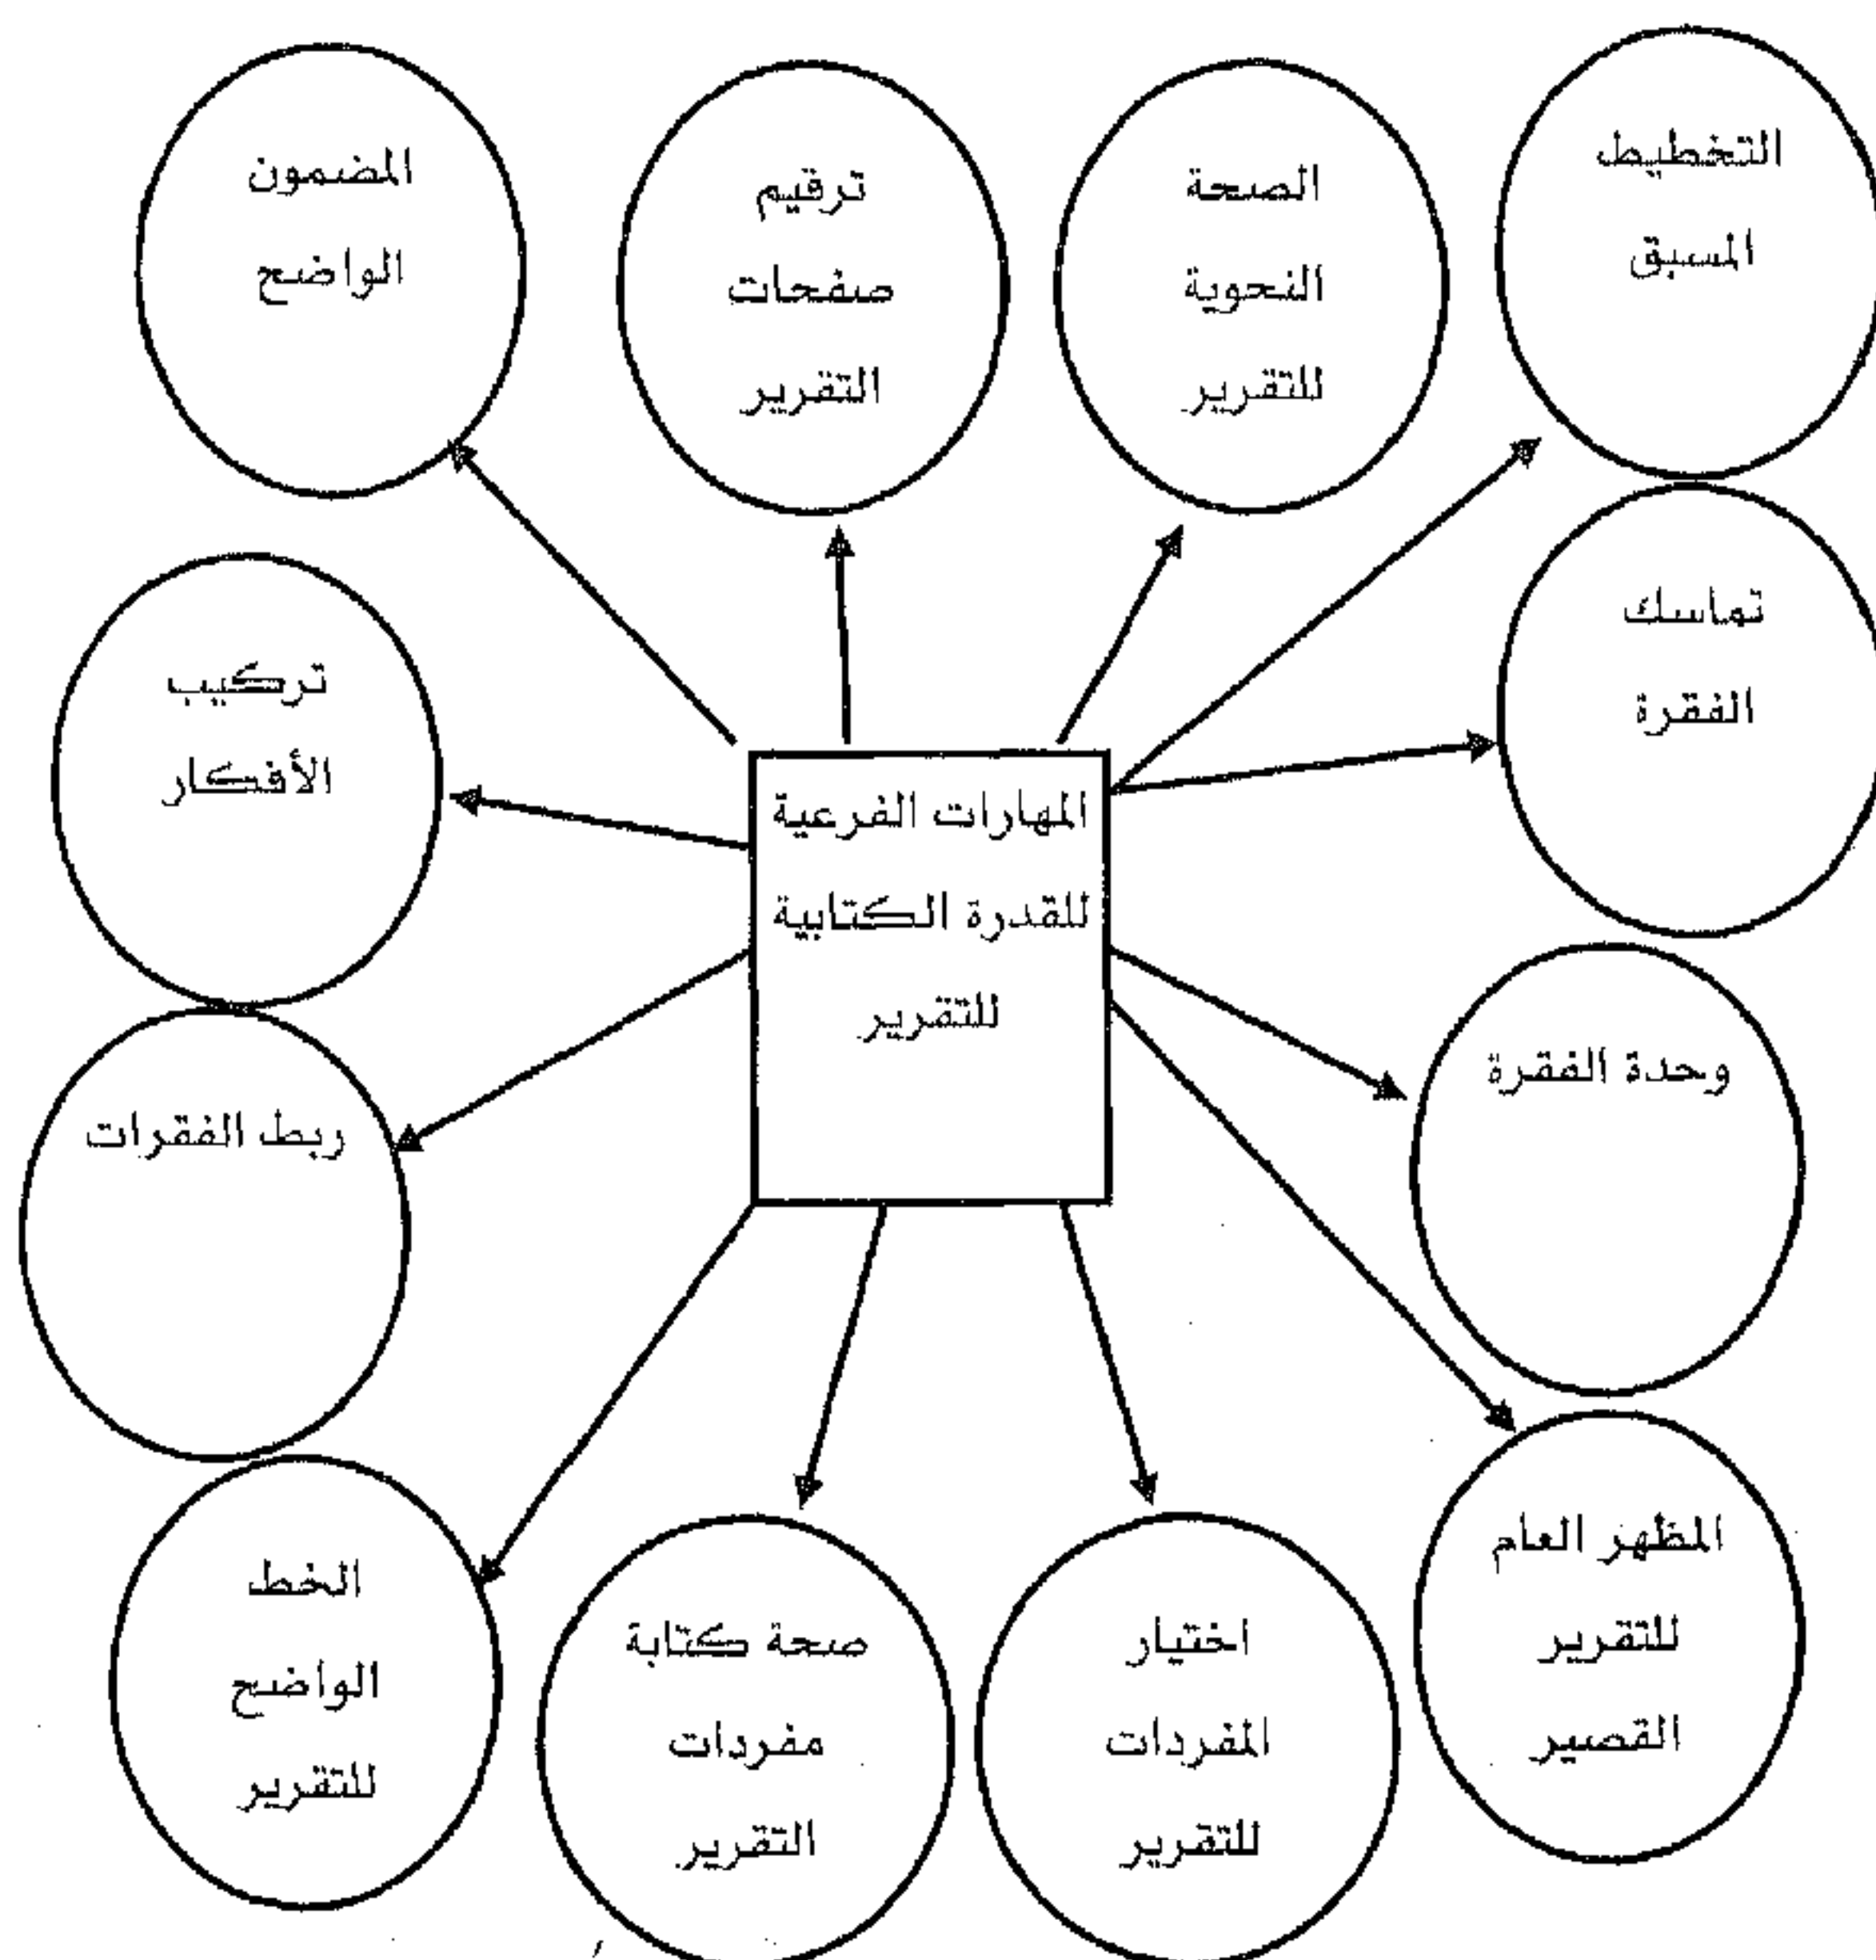 التخطيط
المسبق
الصحة
النحوية
للتقرير
ترقيم
صفحات
التقرير
المضمون
الواضح
تماسك
الفقرة
تركيب
الأفكار
المهارات الفرعية
للقدرة الكتابية
للتقرير
وحدة الفقرة
ربط الفقرات
المظهر العام
للتقرير
القصير
اختيار
المفردات
للتقرير
صحة كتابة
مفردات
التقرير
الخط
الواضح
للتقرير